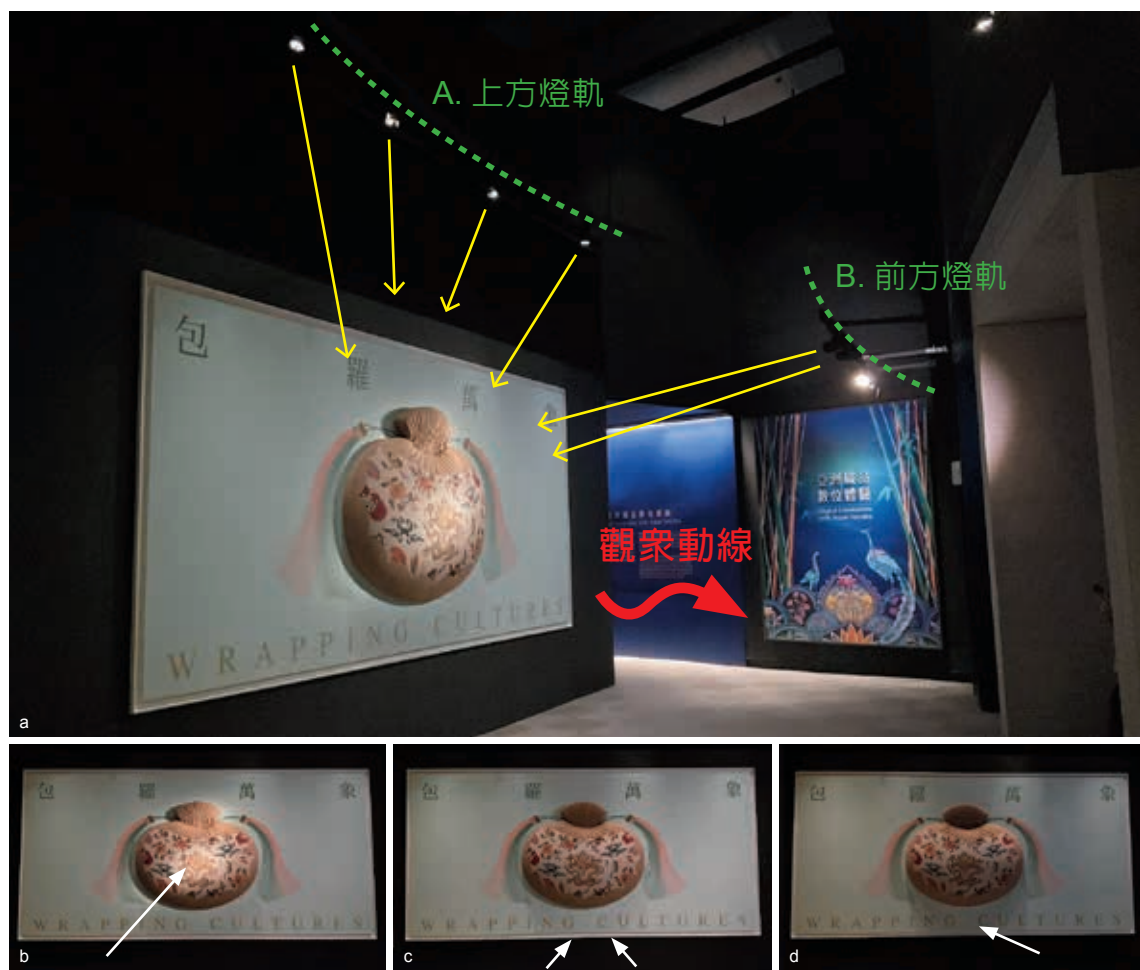 A. 上方燈軌
B. 前方燈軌
包
羅
萬
亞洲織品
數位體驗
觀眾動線
WRAPPING CULTURES
a
包 羅 萬 象
WRAPPING CULTURES
b
包 羅 萬 象
WRAPPING CULTURES
c
包 羅 萬 象
WRAPPING CULTURES
d